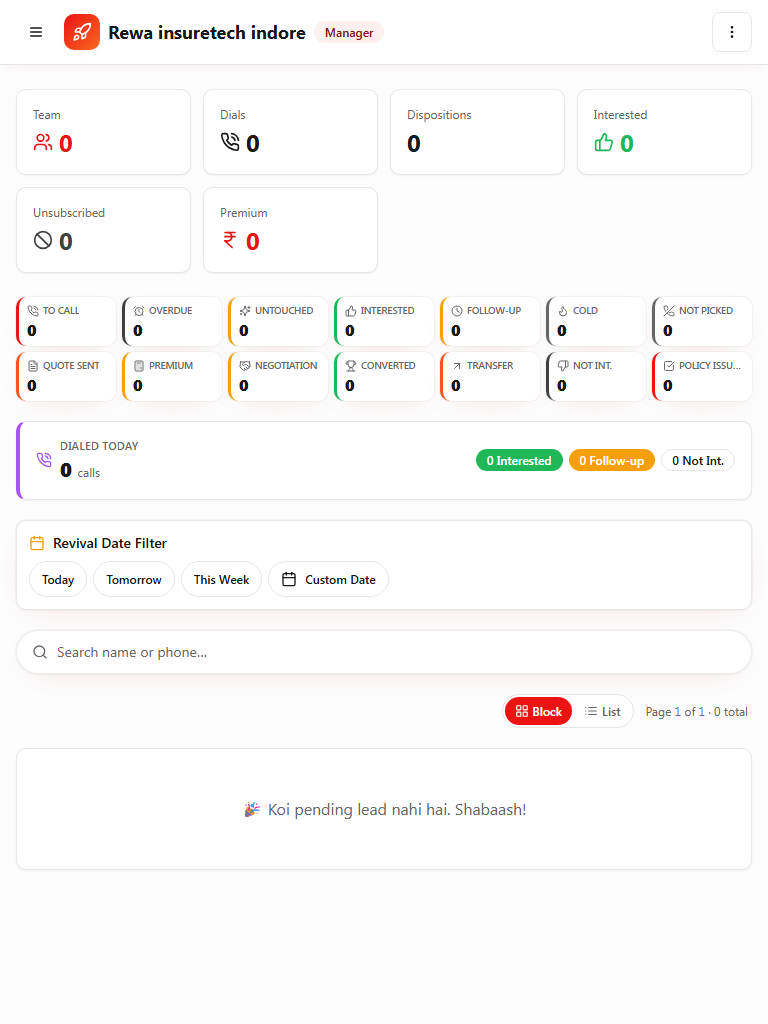 Rewa insuretech indore Manager
Team Dials Dispositions Interested
0 0 0 0
Unsubscribed Premium
0 ₹ 0
TO CALL OVERDUE UNTOUCHED INTERESTED FOLLOW-UP COLD NOT PICKED
0 0 0 0 0 0 0
QUOTE SENT PREMIUM NEGOTIATION CONVERTED TRANSFER NOT INT. POLICY ISSU...
0 0 0 0 0 0 0
DIALED TODAY
0 calls 0 Interested 0 Follow-up 0 Not Int.
Revival Date Filter
Today Tomorrow This Week Custom Date
Search name or phone...
Block List Page 1 of 1 · 0 total
🎉 Koi pending lead nahi hai. Shabaash!